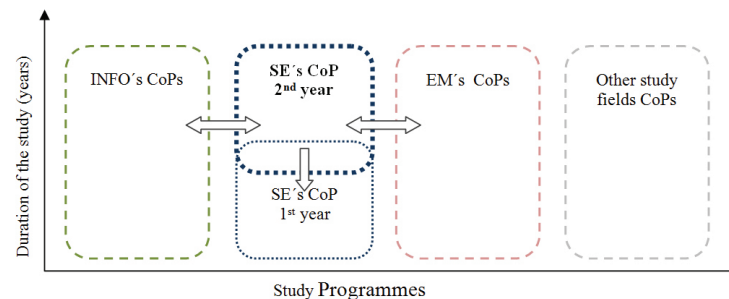 Duration of the study (years)
INFO´s CoPs
SE´s CoP
2nd year
EM´s CoPs
Other study
fields CoPs
SE´s CoP
1st year
Study Programmes